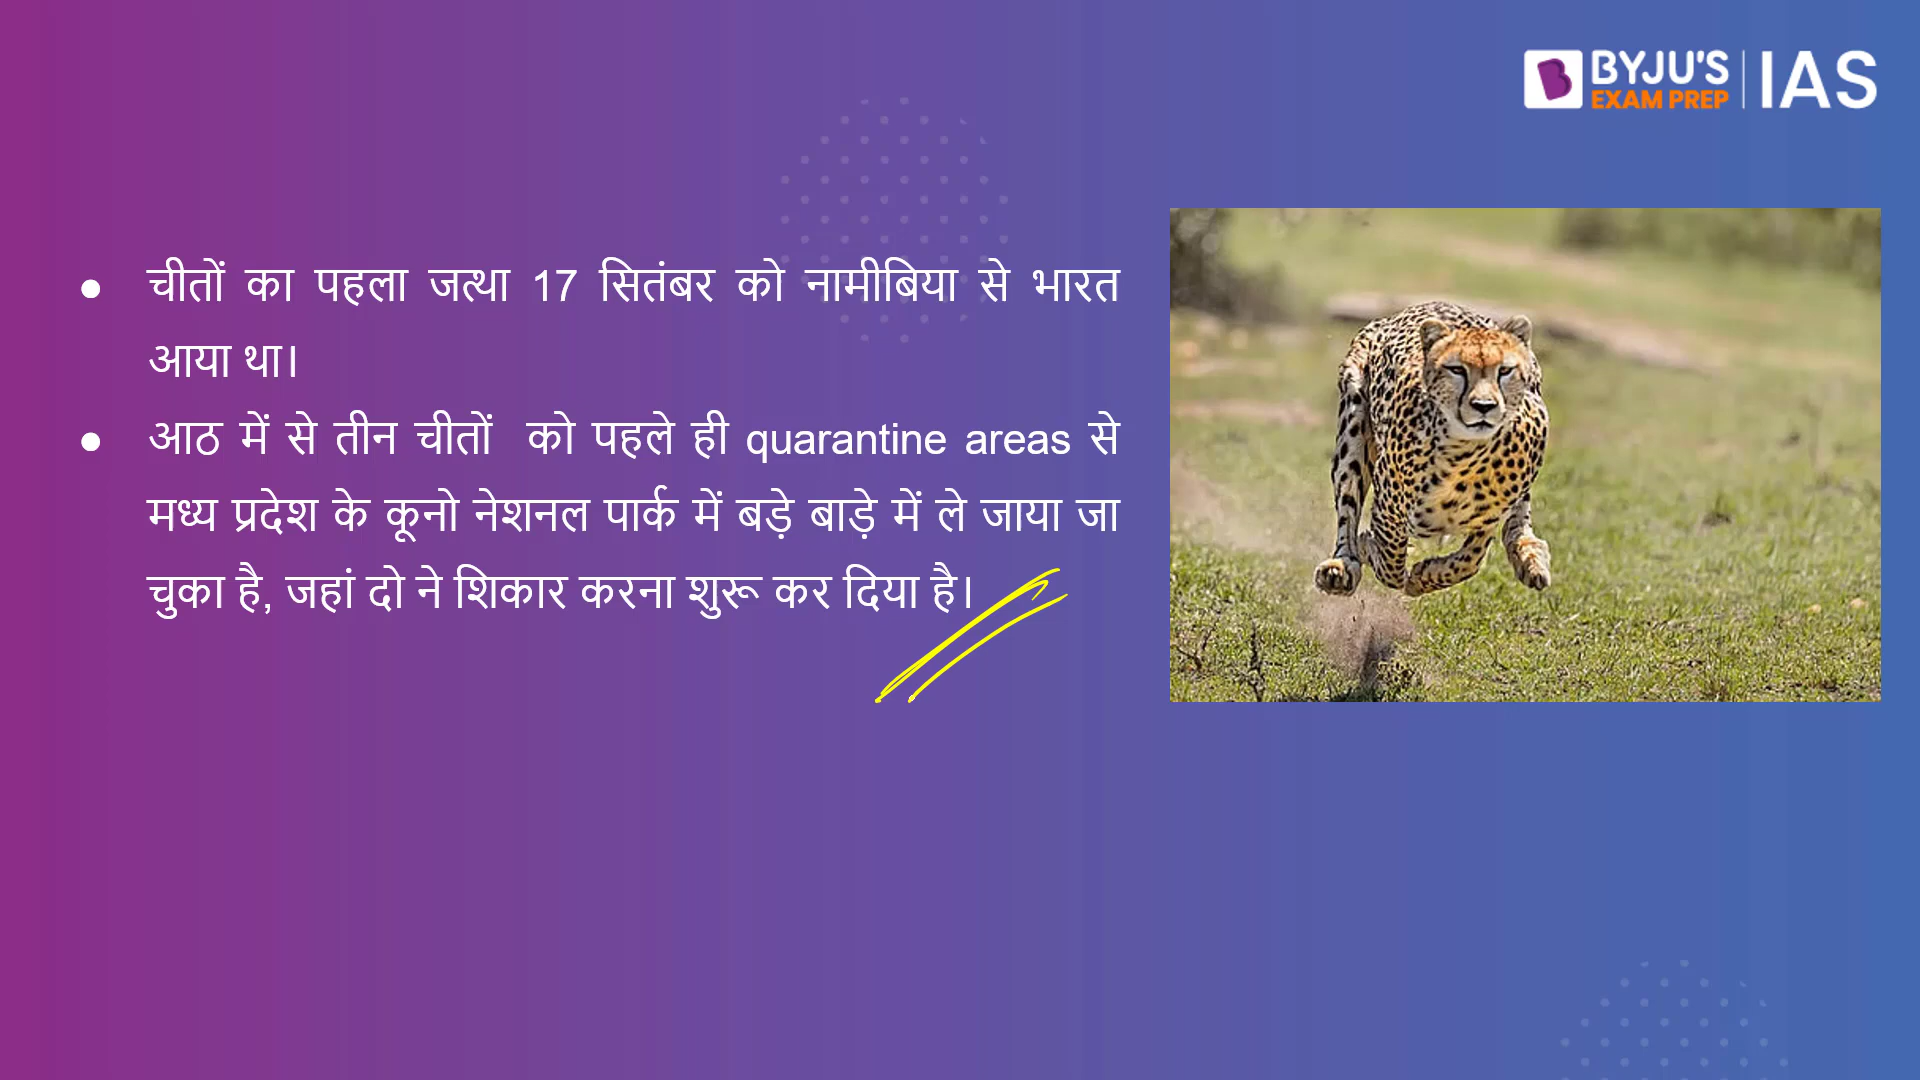 BYJU'S | IAS
EXAM PREP
● चीतों का पहला जत्था 17 सितंबर को नामीबिया से भारत
आया था।
● आठ में से तीन चीतों को पहले ही quarantine areas से
मध्य प्रदेश के कूनो नेशनल पार्क में बड़े बाड़े में ले जाया जा
चुका है, जहां दो ने शिकार करना शुरू कर दिया है।